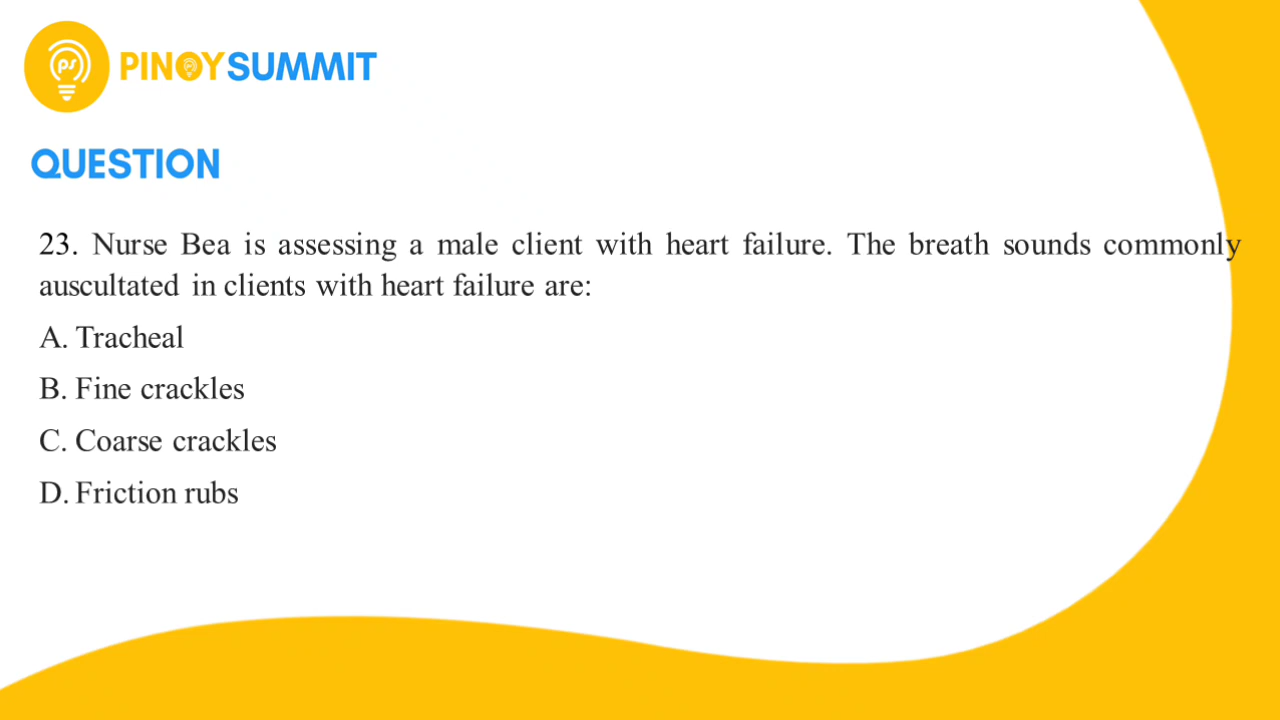 PINOYSUMMIT
QUESTION
23. Nurse Bea is assessing a male client with heart failure. The breath sounds commonly
auscultated in clients with heart failure are:
A. Tracheal
B. Fine crackles
C. Coarse crackles
D. Friction rubs